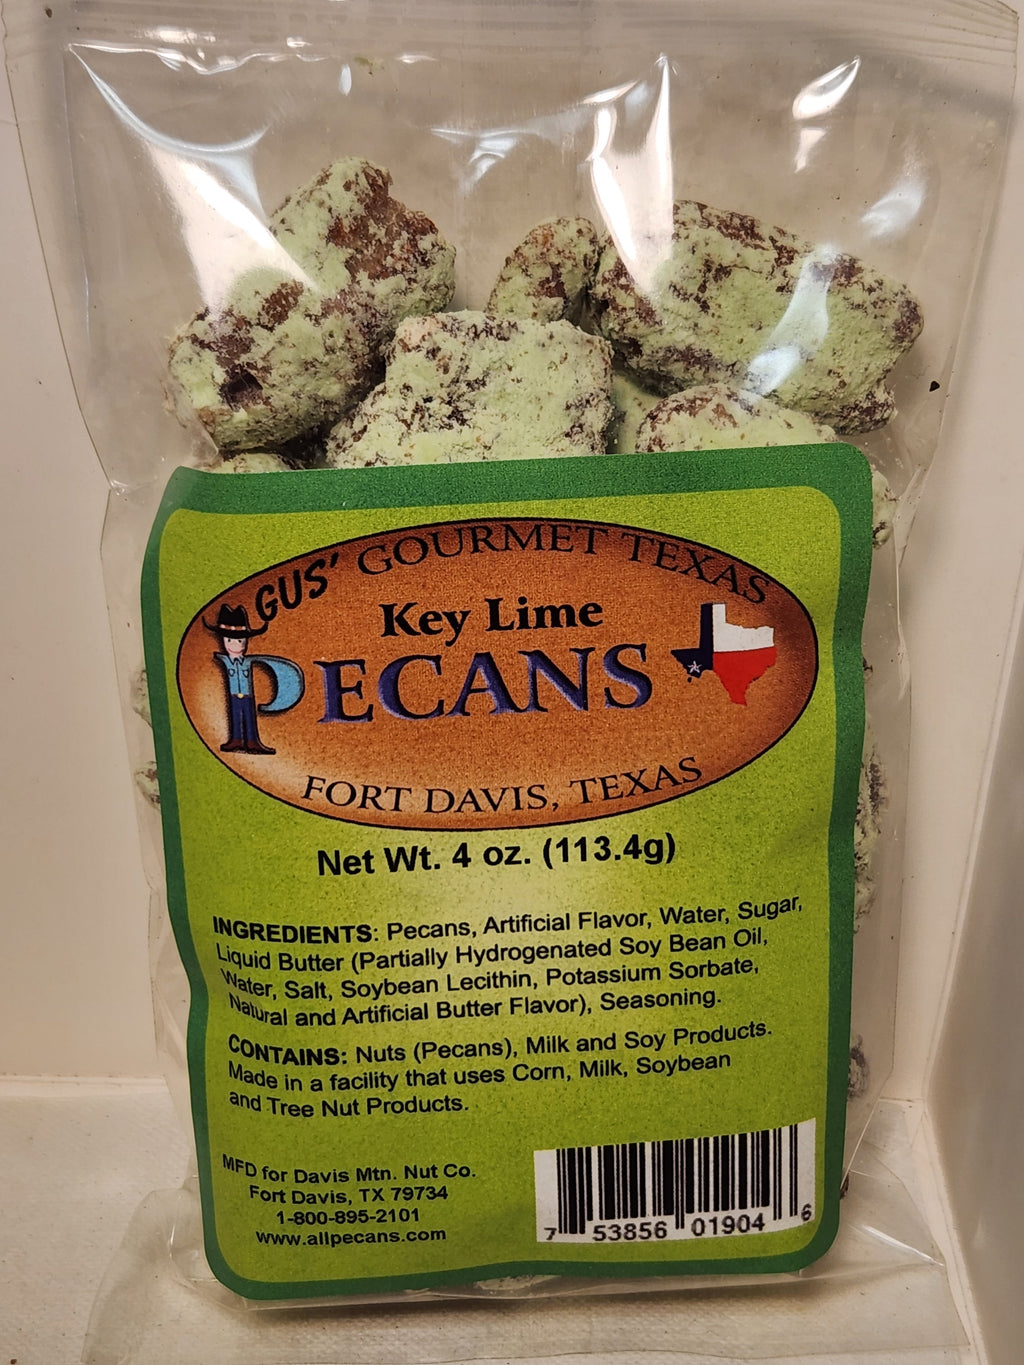 GUS' GOURMET TEXAS
Key Lime
PECANS
FORT DAVIS, TEXAS
Net Wt. 4 oz. (113.4g)
INGREDIENTS: Pecans, Artificial Flavor, Water, Sugar,
Liquid Butter (Partially Hydrogenated Soy Bean Oil,
Water, Salt, Soybean Lecithin, Potassium Sorbate,
Natural and Artificial Butter Flavor), Seasoning.
CONTAINS: Nuts (Pecans), Milk and Soy Products.
Made in a facility that uses Corn, Milk, Soybean
and Tree Nut Products.
MFD for Davis Mtn. Nut Co.
Fort Davis, TX 79734
1-800-895-2101
www.allpecans.com
7 53856 01904 6